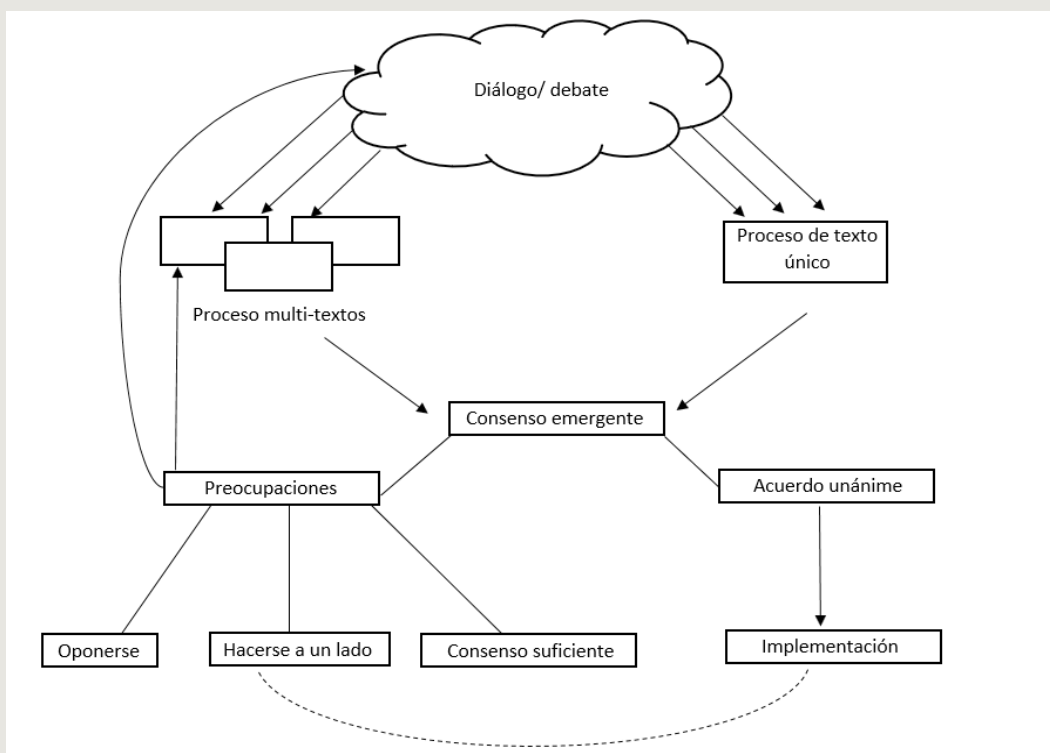 Diálogo/ debate
Proceso de texto
único
Proceso multi-textos
Consenso emergente
Preocupaciones
Acuerdo unánime
Oponerse
Hacerse a un lado
Consenso suficiente
Implementación